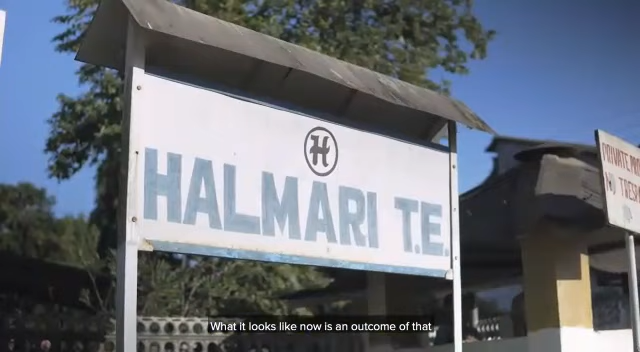 H
HALMARI T.E.
PRIVATE
NO TRES
What it looks like now is an outcome of that